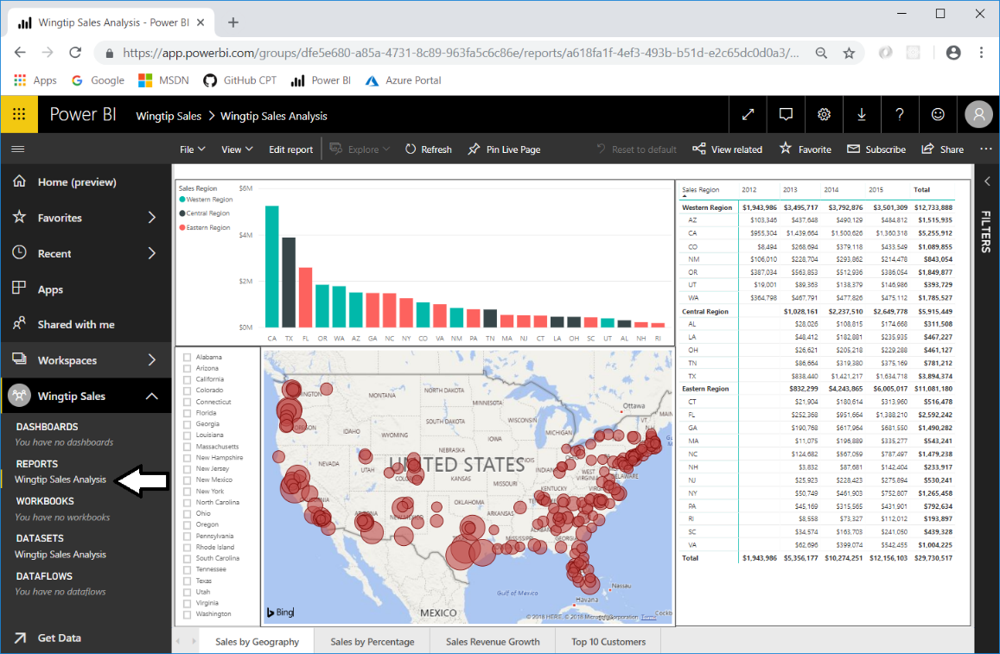 Wingtip Sales Analysis - Power BI
https://app.powerbi.com/groups/dfe5e680-a85a-4731-8c89-963fa5c6c86e/reports/a618fa1f-4ef3-493b-b51d-e2c65dc0d0a3/...
Apps Google MSDN GitHub CPT Power BI Azure Portal
Power BI Wingtip Sales > Wingtip Sales Analysis
File View Edit report Explore Refresh Pin Live Page Reset to default View related Favorite Subscribe Share ...
Home (preview)
Favorites
Recent
Apps
Shared with me
Workspaces
Wingtip Sales
DASHBOARDS
You have no dashboards
REPORTS
Wingtip Sales Analysis
WORKBOOKS
You have no workbooks
DATASETS
Wingtip Sales Analysis
DATAFLOWS
You have no dataflows
Get Data
Sales Region
Western Region
Central Region
Eastern Region
$6M
$4M
$2M
$0M
CA TX FL OR WA AZ GA NC NY CO VA NM PA TN MA NJ CT LA OH SC UT AL NH RI
Alabama
Arizona
California
Colorado
Connecticut
Florida
Georgia
Louisiana
Massachusetts
New Hampshire
New Jersey
New Mexico
New York
North Carolina
Ohio
Oregon
Pennsylvania
Rhode Island
South Carolina
Tennessee
Texas
Utah
Virginia
Washington
MONTANA
NORTH DAKOTA
MINNESOTA
Ottawa
SOUTH DAKOTA
WISCONSIN
MICHIGAN
IDAHO
WYOMING
IOWA
NEBRASKA
NEVADA
UTAH
UNITED STATES
KANSAS
MISSOURI
WEST
KENTUCKY
OKLAHOMA
ARKANSAS
MISSISSIPPI
Gulf of Mexico
MEXICO
Havana
Nassau
Bing
© 2018 HERE, © 2018 Microsoft Corporation Terms
Sales Region 2012 2013 2014 2015 Total
Western Region $1,943,986 $3,495,717 $3,792,876 $3,501,309 $12,733,888
AZ $103,346 $437,648 $490,129 $484,812 $1,515,935
CA $955,304 $1,439,664 $1,500,626 $1,360,318 $5,255,912
CO $8,494 $268,694 $379,118 $433,549 $1,089,855
NM $106,010 $228,704 $293,862 $214,478 $843,054
OR $387,034 $563,853 $512,936 $386,054 $1,849,877
UT $19,001 $89,363 $138,379 $146,986 $393,729
WA $364,798 $467,791 $477,826 $475,112 $1,785,527
Central Region $1,028,161 $2,237,510 $2,649,778 $5,915,449
AL $28,026 $108,815 $174,668 $311,508
LA $48,412 $182,881 $235,935 $467,227
OH $26,621 $205,218 $229,288 $461,127
TN $86,664 $319,380 $375,169 $781,212
TX $838,440 $1,421,217 $1,634,718 $3,894,374
Eastern Region $832,299 $4,243,865 $6,005,017 $11,081,180
CT $21,904 $180,614 $313,960 $516,478
FL $252,368 $951,664 $1,388,210 $2,592,242
GA $190,768 $617,964 $681,550 $1,490,282
MA $11,075 $196,889 $335,277 $543,241
NC $124,682 $567,059 $787,497 $1,479,238
NH $3,832 $87,681 $142,404 $233,917
NJ $25,923 $228,423 $275,894 $530,241
NY $50,749 $461,903 $752,807 $1,265,458
PA $45,169 $315,565 $431,901 $792,634
RI $8,558 $73,327 $112,012 $193,897
SC $34,574 $163,703 $241,050 $439,328
VA $62,696 $399,074 $542,455 $1,004,225
Total $1,943,986 $5,356,177 $10,274,251 $12,156,103 $29,730,517
FILTERS
Sales by Geography Sales by Percentage Sales Revenue Growth Top 10 Customers